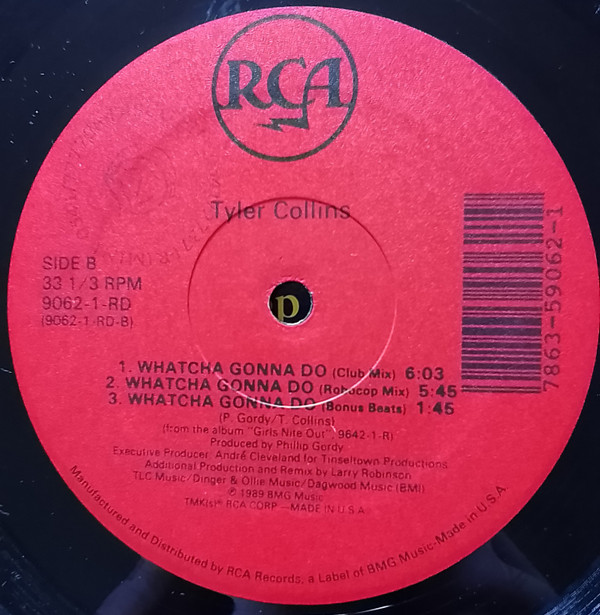 RCA
Tyler Collins
SIDE B
33 1/3 RPM
9062-1-RD
(9062-1-RD-B)
7863-59062-1
p
1. WHATCHA GONNA DO (Club Mix) 6:03
2. WHATCHA GONNA DO (Robocop Mix) 5:45
3. WHATCHA GONNA DO (Bonus Beats) 1:45
(P. Gordy/T. Collins)
(from the album "Girls Nite Out": 9642-1-R)
Produced by Phillip Gordy
Executive Producer: André Cleveland for Tinseltown Productions
Additional Production and Remix by Larry Robinson
TLC Music/Dinger & Ollie Music/Dagwood Music (BMI)
℗ 1989 BMG Music
TMK(s)® RCA CORP.—MADE IN U.S.A.
Manufactured and Distributed by RCA Records; a Label of BMG Music·Made in U.S.A